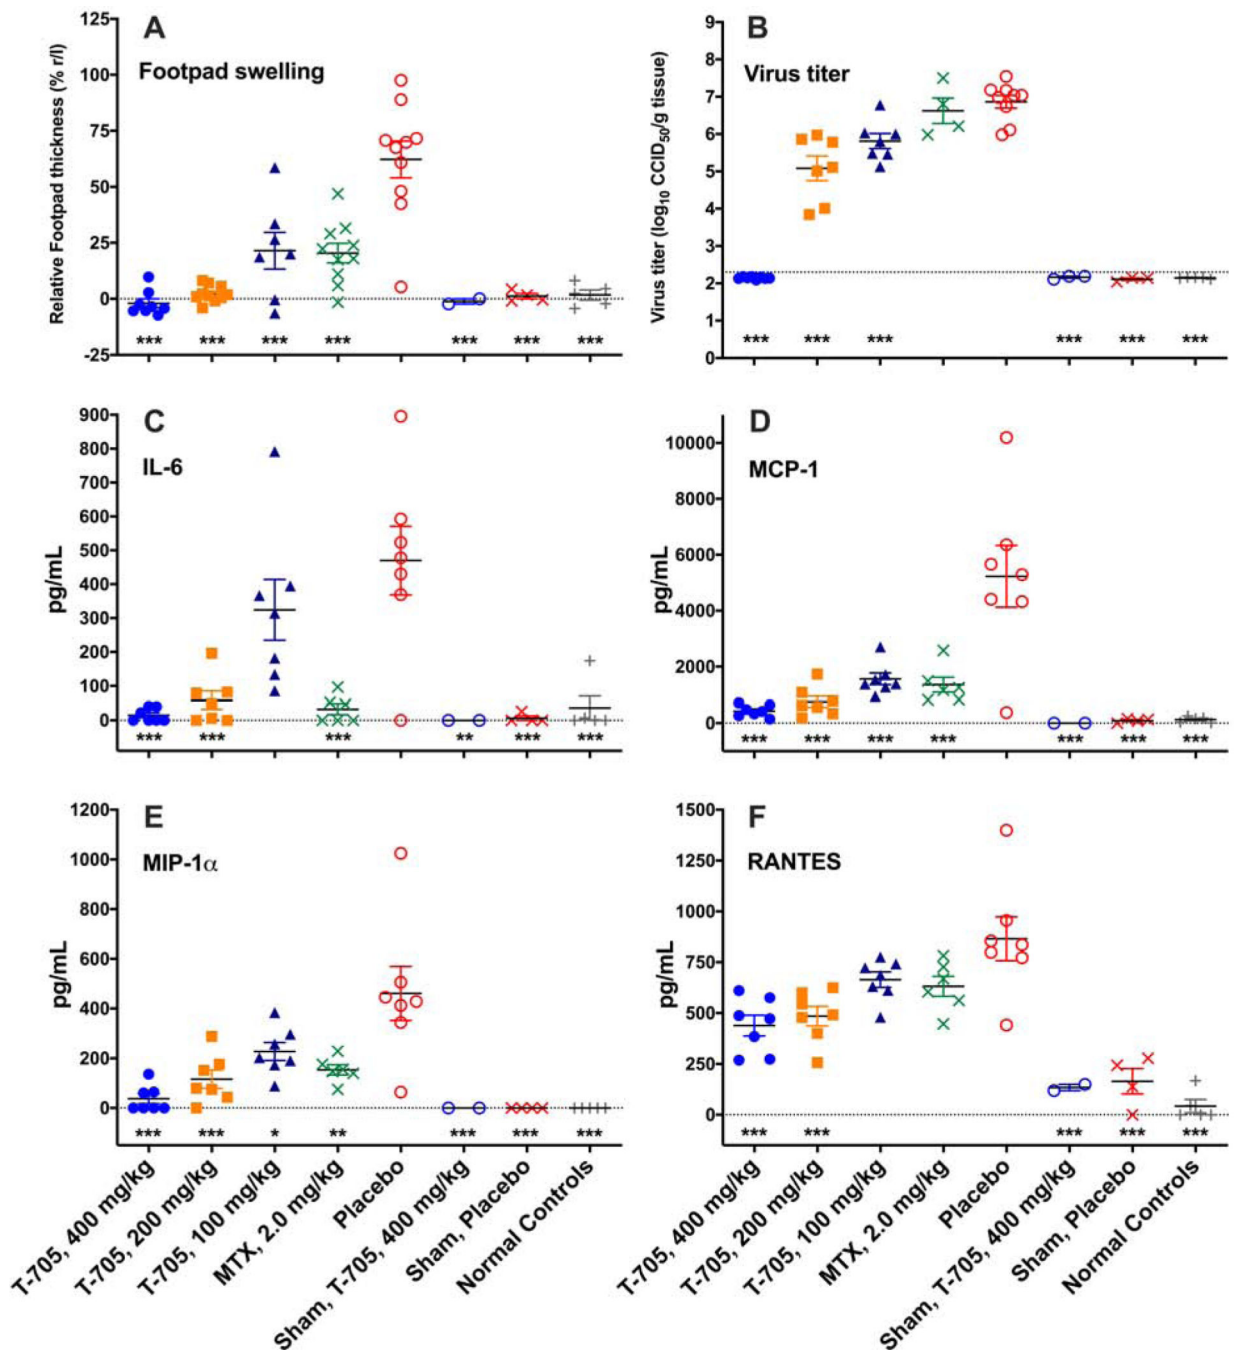 A
Footpad swelling
Relative Footpad thickness (% r/l)
125
100
75
50
25
0
-25
*** *** *** *** *** *** ***
B
Virus titer
Virus titer (log10 CCID50/g tissue)
9
8
7
6
5
4
3
2
1
0
*** *** *** *** *** ***
C
IL-6
pg/mL
900
800
700
600
500
400
300
200
100
0
*** *** *** ** *** ***
D
MCP-1
pg/mL
10000
8000
6000
4000
2000
0
*** *** *** *** *** *** ***
E
MIP-1α
pg/mL
1200
1000
800
600
400
200
0
*** *** * ** *** *** ***
F
RANTES
pg/mL
1500
1250
1000
750
500
250
0
*** *** *** *** ***
T-705, 400 mg/kg
T-705, 200 mg/kg
T-705, 100 mg/kg
MTX, 2.0 mg/kg
Placebo
Sham, T-705, 400 mg/kg
Sham, Placebo
Normal Controls
T-705, 400 mg/kg
T-705, 200 mg/kg
T-705, 100 mg/kg
MTX, 2.0 mg/kg
Placebo
Sham, T-705, 400 mg/kg
Sham, Placebo
Normal Controls